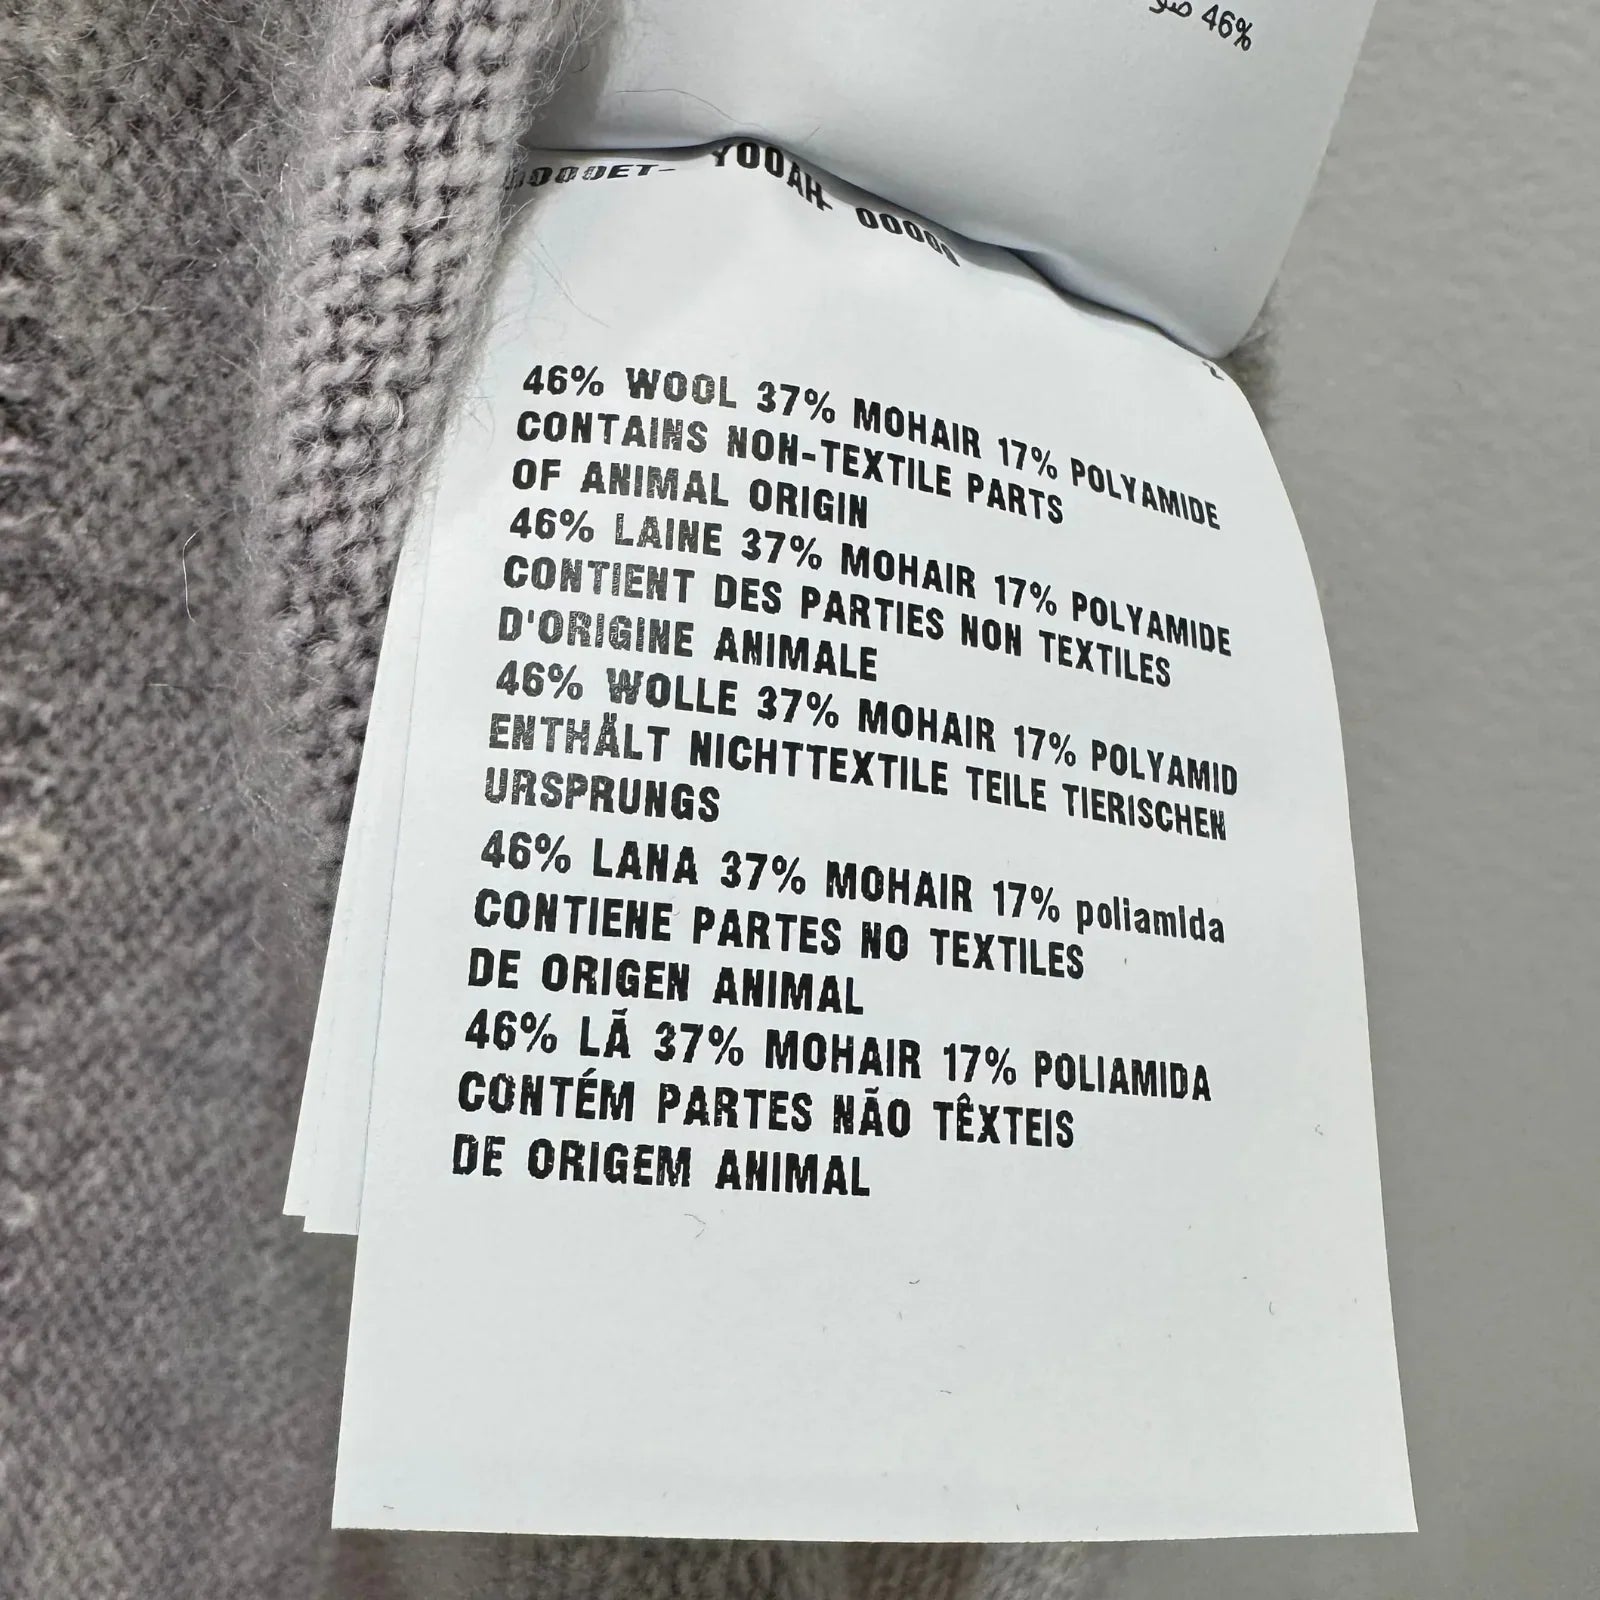 46%
YOOAH
46% WOOL 37% MOHAIR 17% POLYAMIDE
CONTAINS NON-TEXTILE PARTS
OF ANIMAL ORIGIN
46% LAINE 37% MOHAIR 17% POLYAMIDE
CONTIENT DES PARTIES NON TEXTILES
D'ORIGINE ANIMALE
46% WOLLE 37% MOHAIR 17% POLYAMID
ENTHÄLT NICHTTEXTILE TEILE TIERISCHEN
URSPRUNGS
46% LANA 37% MOHAIR 17% poliamida
CONTIENE PARTES NO TEXTILES
DE ORIGEN ANIMAL
46% LÃ 37% MOHAIR 17% POLIAMIDA
CONTÉM PARTES NÃO TÊXTEIS
DE ORIGEM ANIMAL